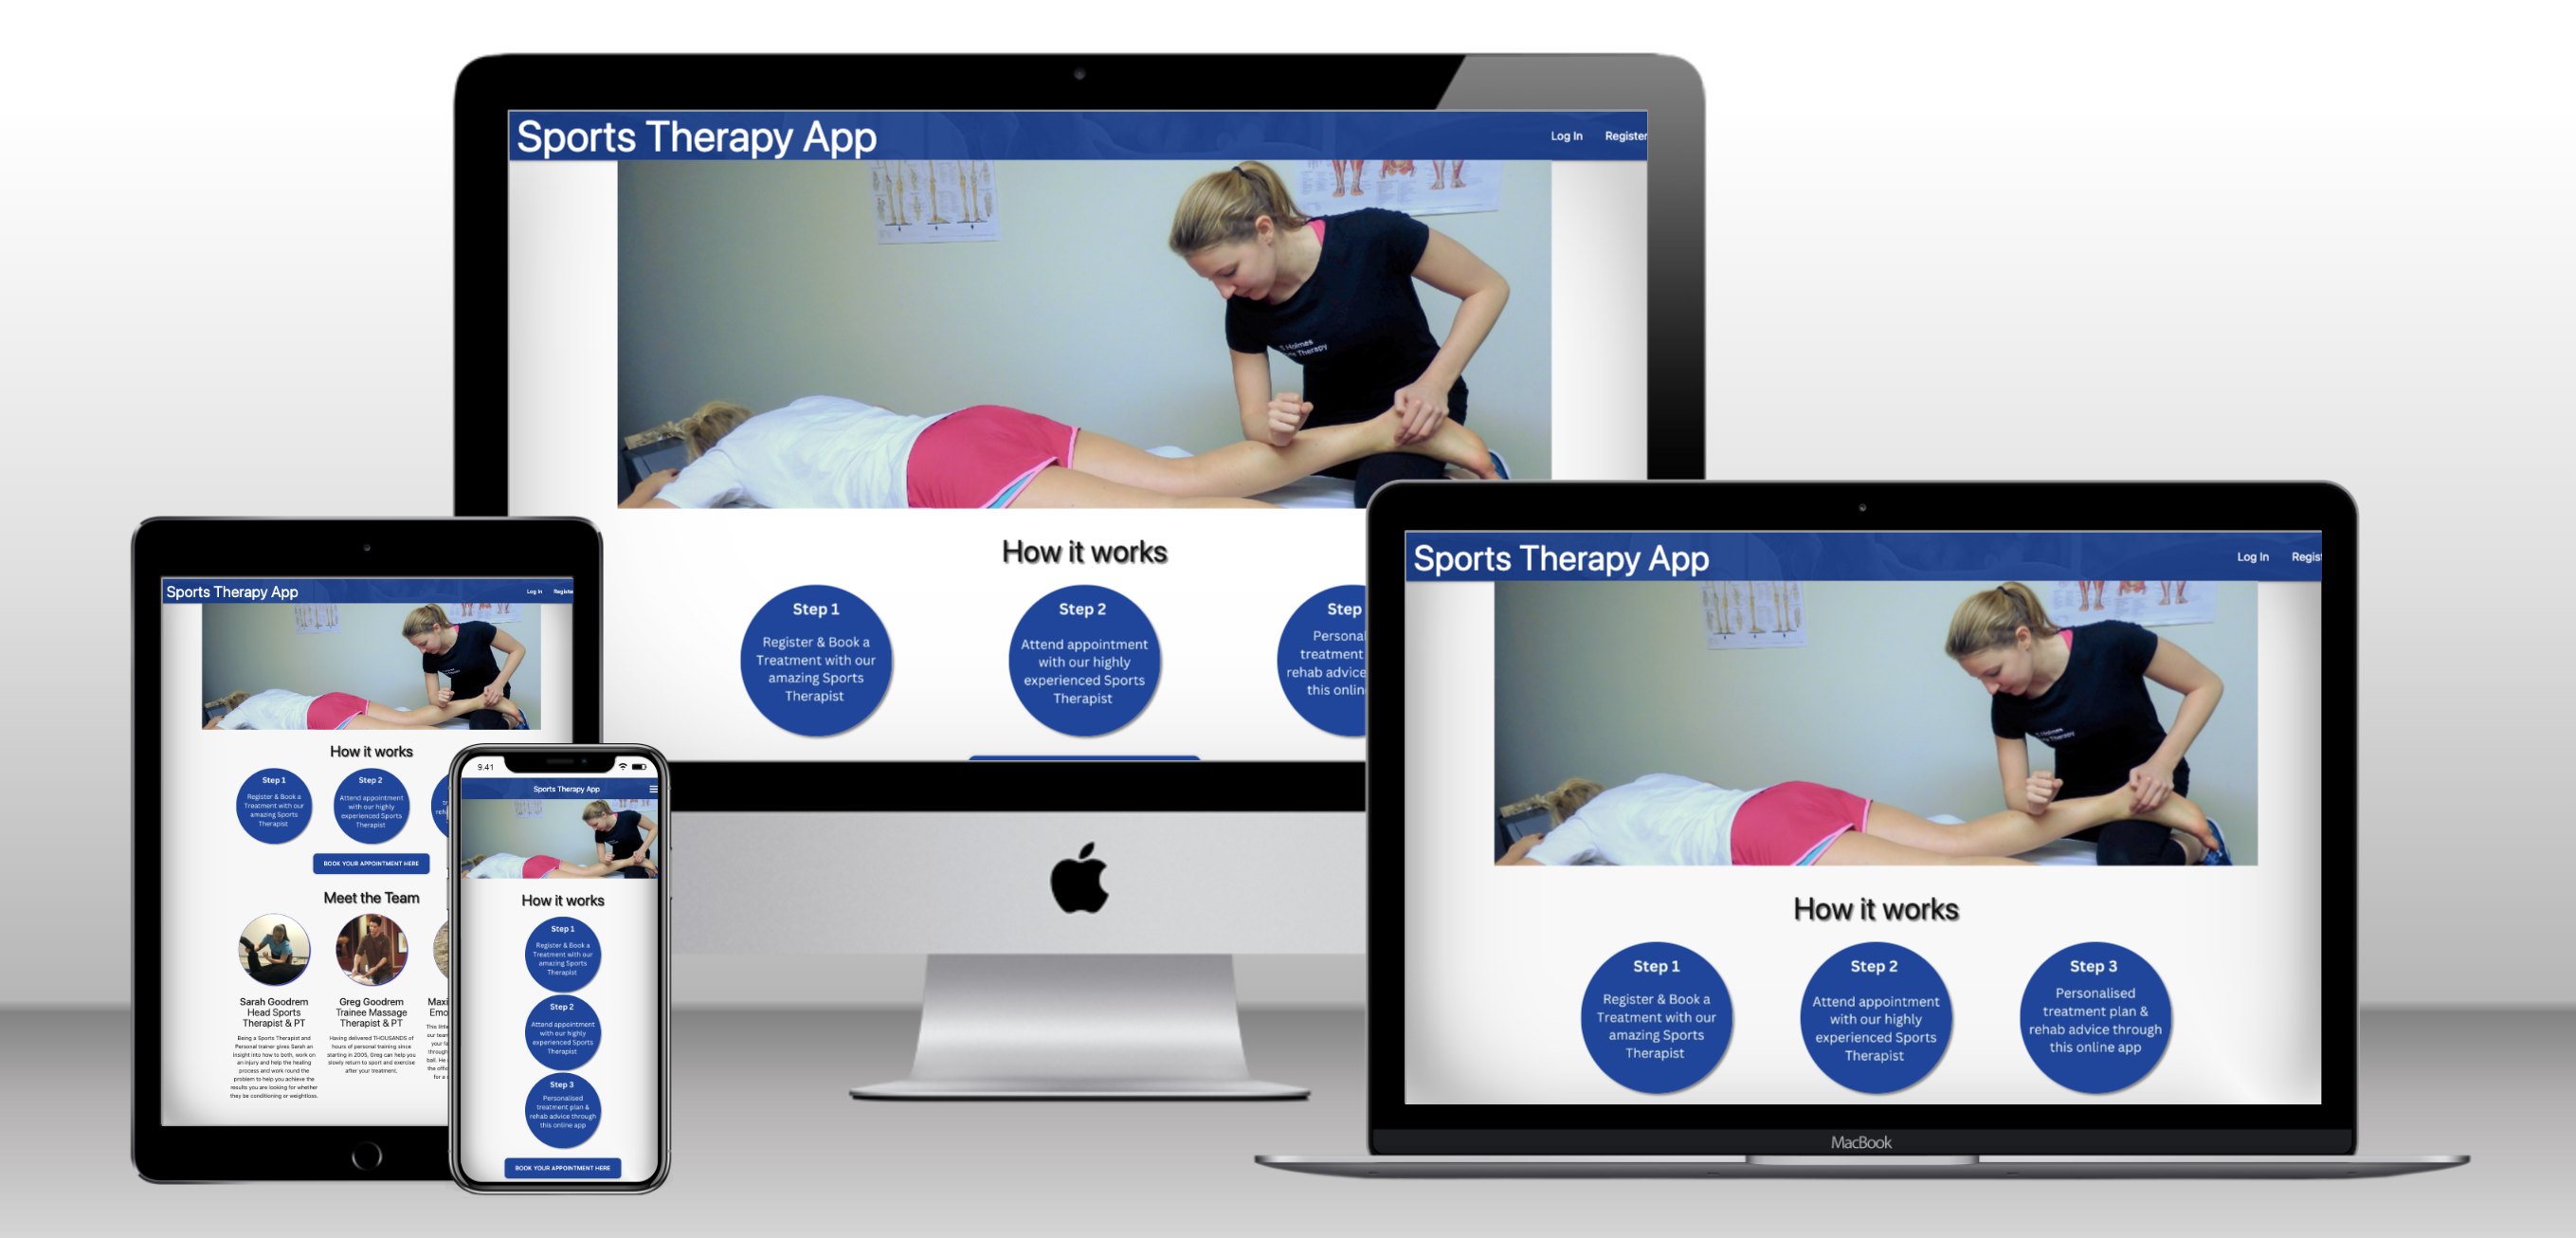 Sports Therapy App
Log In Register
S Holmes
Therapy
How it works
Step 1
Register & Book a
Treatment with our
amazing Sports
Therapist
Step 2
Attend appointment
with our highly
experienced Sports
Therapist
Step
treatment
rehab advice
Sports Therapy App
Log In
How it works
Step 1
Register & Book a
Treatment with our
amazing Sports
Therapist
Step 2
Attend appointment
with our highly
experienced Sports
Therapist
BOOK YOUR APPOINTMENT HERE
Meet the Team
Sarah Goodrem
Head Sports
Therapist & PT
Being a Sports Therapist and
Personal trainer gives Sarah an
insight into how to both, work on
an injury and help the healing
process and work round the
problem to help you achieve the
results you are looking for whether
they be conditioning or weightloss.
Greg Goodrem
Trainee Massage
Therapist & PT
Having delivered THOUSANDS of
hours of personal training since
starting in 2005, Greg can help you
slowly return to sport and exercise
after your treatment.
9.41
Sports Therapy App
How it works
Step 1
Register & Book a
Treatment with our
amazing Sports
Therapist
Step 2
Attend appointment
with our highly
experienced Sports
Therapist
Step 3
Personalised
treatment plan &
rehab advice through
this online app
BOOK YOUR APPOINTMENT HERE
Sports Therapy App
Log In Regis
How it works
Step 1
Register & Book a
Treatment with our
amazing Sports
Therapist
Step 2
Attend appointment
with our highly
experienced Sports
Therapist
Step 3
Personalised
treatment plan &
rehab advice through
this online app
MacBook